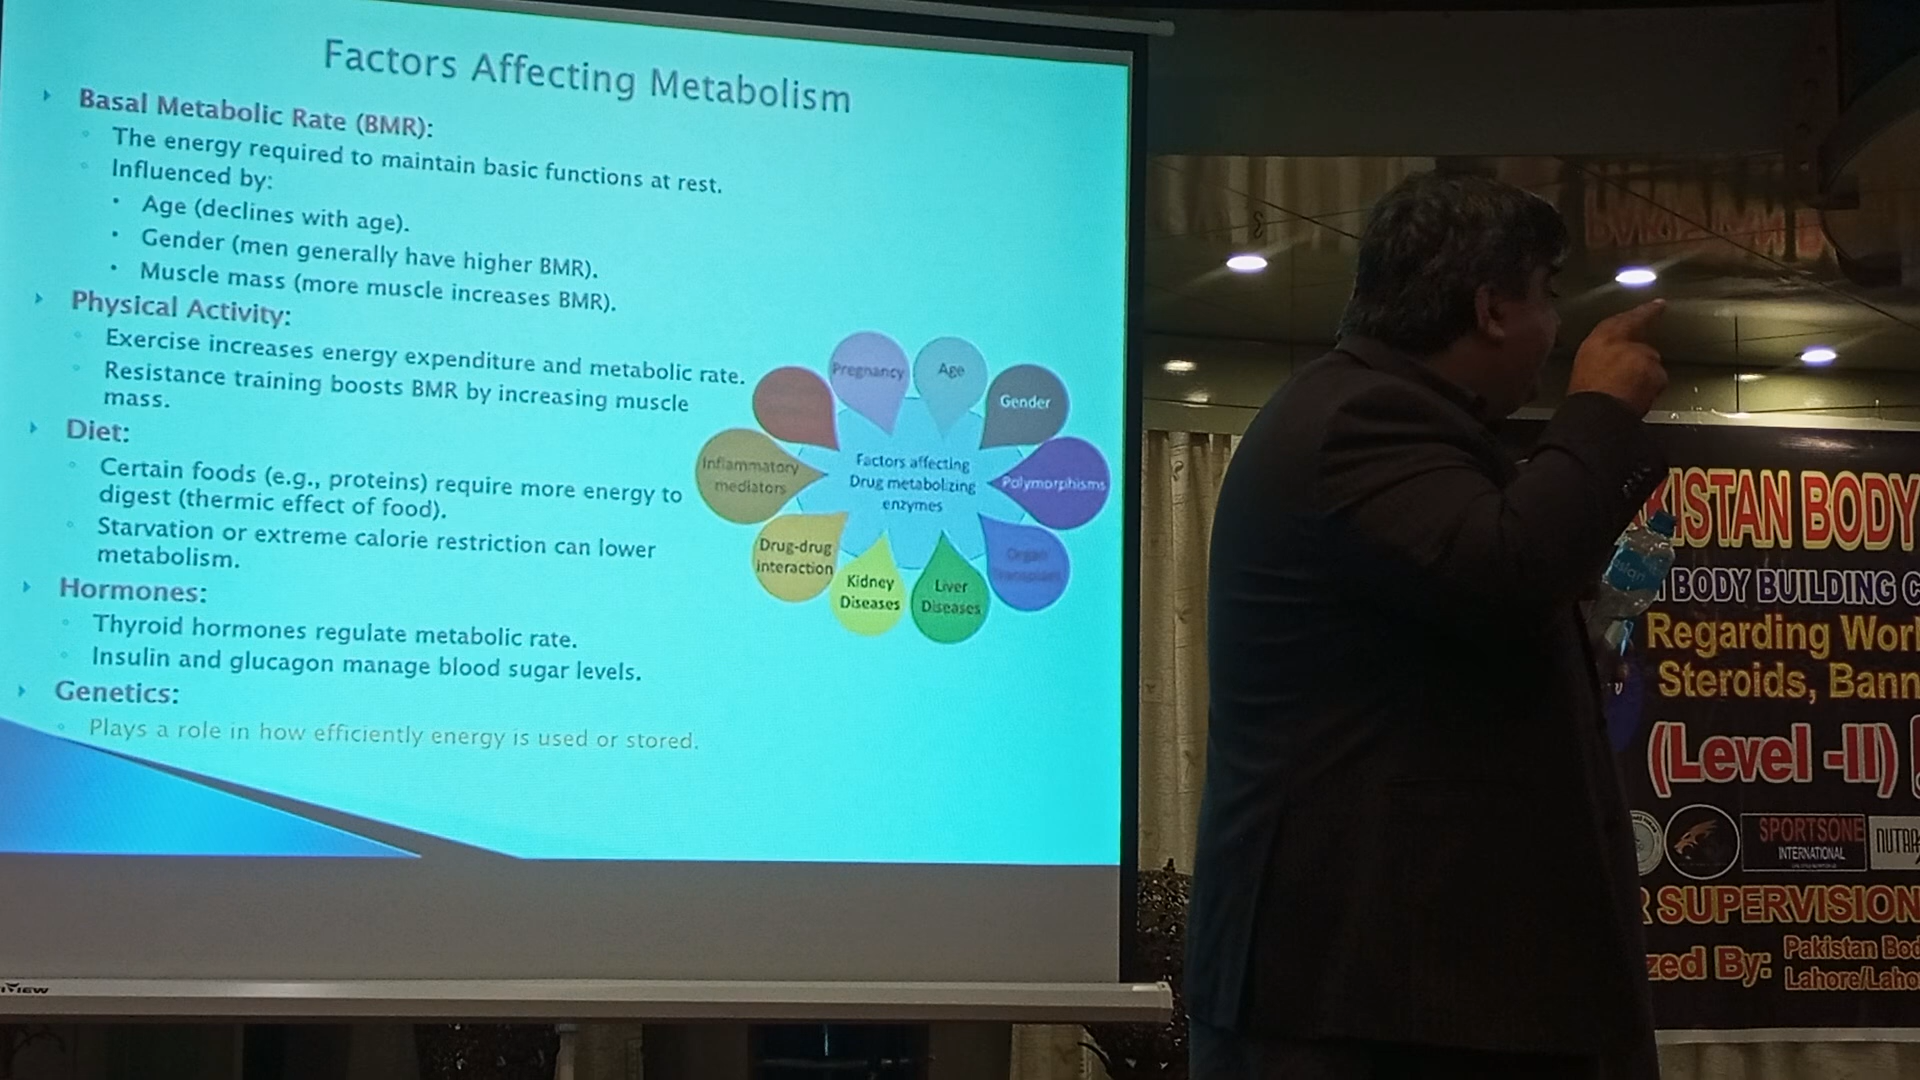 Factors Affecting Metabolism
Basal Metabolic Rate (BMR):
The energy required to maintain basic functions at rest.
Influenced by:
Age (declines with age).
Gender (men generally have higher BMR).
Muscle mass (more muscle increases BMR).
Physical Activity:
Exercise increases energy expenditure and metabolic rate.
Resistance training boosts BMR by increasing muscle
mass.
Diet:
Certain foods (e.g., proteins) require more energy to
digest (thermic effect of food).
Starvation or extreme calorie restriction can lower
metabolism.
Hormones:
Thyroid hormones regulate metabolic rate.
Insulin and glucagon manage blood sugar levels.
Genetics:
Plays a role in how efficiently energy is used or stored.
Pregnancy
Age
Gender
Polymorphisms
Organ
Liver
Diseases
Kidney
Diseases
Drug-drug
interaction
Inflammatory
mediators
Factors affecting
Drug metabolizing
enzymes
KISTAN BODY
BODY BUILDING C
Regarding Wor
Steroids, Bann
(Level -II)
SPORTSONE
INTERNATIONAL
NUTRA
R SUPERVISION
zed By: Pakistan Bod
Lahore/Laho